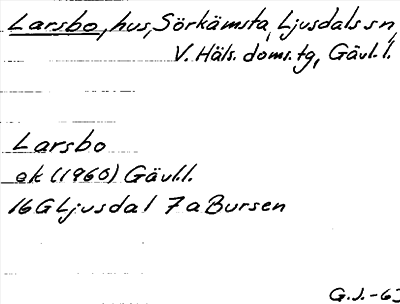 Larsbo, hus, Sörkämsta, Ljusdals sn,
V. Häls. doms. tg, Gävl. l.
Larsbo
ek (1960) Gävl.l.
16G Ljusdal 7a Bursen
G.J.-63